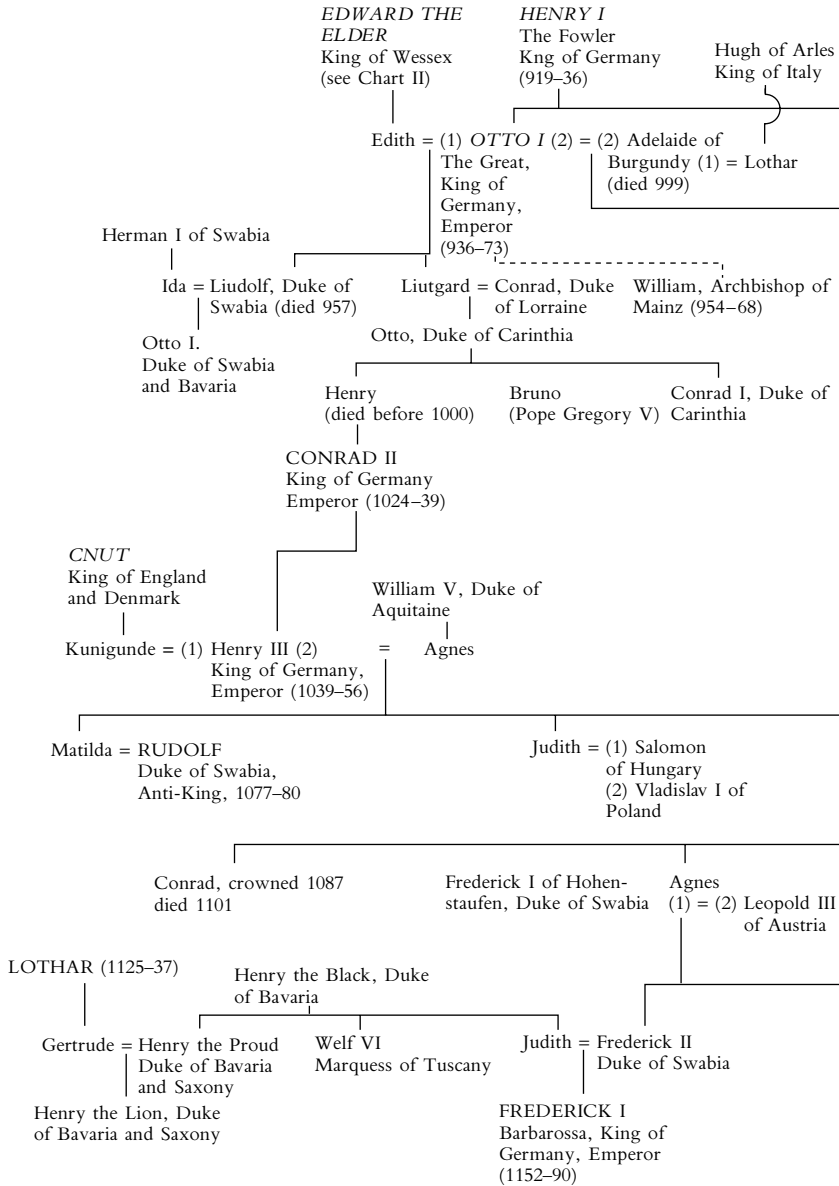 EDWARD THE
ELDER
King of Wessex
(see Chart II)
HENRY I
The Fowler
Kng of Germany
(919–36)
Hugh of Arles
King of Italy
Edith = (1) OTTO I (2) = (2) Adelaide of
The Great,
King of
Germany,
Emperor
(936–73)
Burgundy (1) = Lothar
(died 999)
Herman I of Swabia
Ida = Liudolf, Duke of
Swabia (died 957)
Liutgard = Conrad, Duke
of Lorraine
William, Archbishop of
Mainz (954–68)
Otto I.
Duke of Swabia
and Bavaria
Otto, Duke of Carinthia
Henry
(died before 1000)
Bruno
(Pope Gregory V)
Conrad I, Duke of
Carinthia
CONRAD II
King of Germany
Emperor (1024–39)
CNUT
King of England
and Denmark
William V, Duke of
Aquitaine
Kunigunde = (1) Henry III (2) = Agnes
King of Germany,
Emperor (1039–56)
Matilda = RUDOLF
Duke of Swabia,
Anti-King, 1077–80
Judith = (1) Salomon
of Hungary
(2) Vladislav I of
Poland
Conrad, crowned 1087
died 1101
Frederick I of Hohen-
staufen, Duke of Swabia
Agnes
(1) = (2) Leopold III
of Austria
LOTHAR (1125–37)
Henry the Black, Duke
of Bavaria
Gertrude = Henry the Proud
Duke of Bavaria
and Saxony
Welf VI
Marquess of Tuscany
Judith = Frederick II
Duke of Swabia
Henry the Lion, Duke
of Bavaria and Saxony
FREDERICK I
Barbarossa, King of
Germany, Emperor
(1152–90)